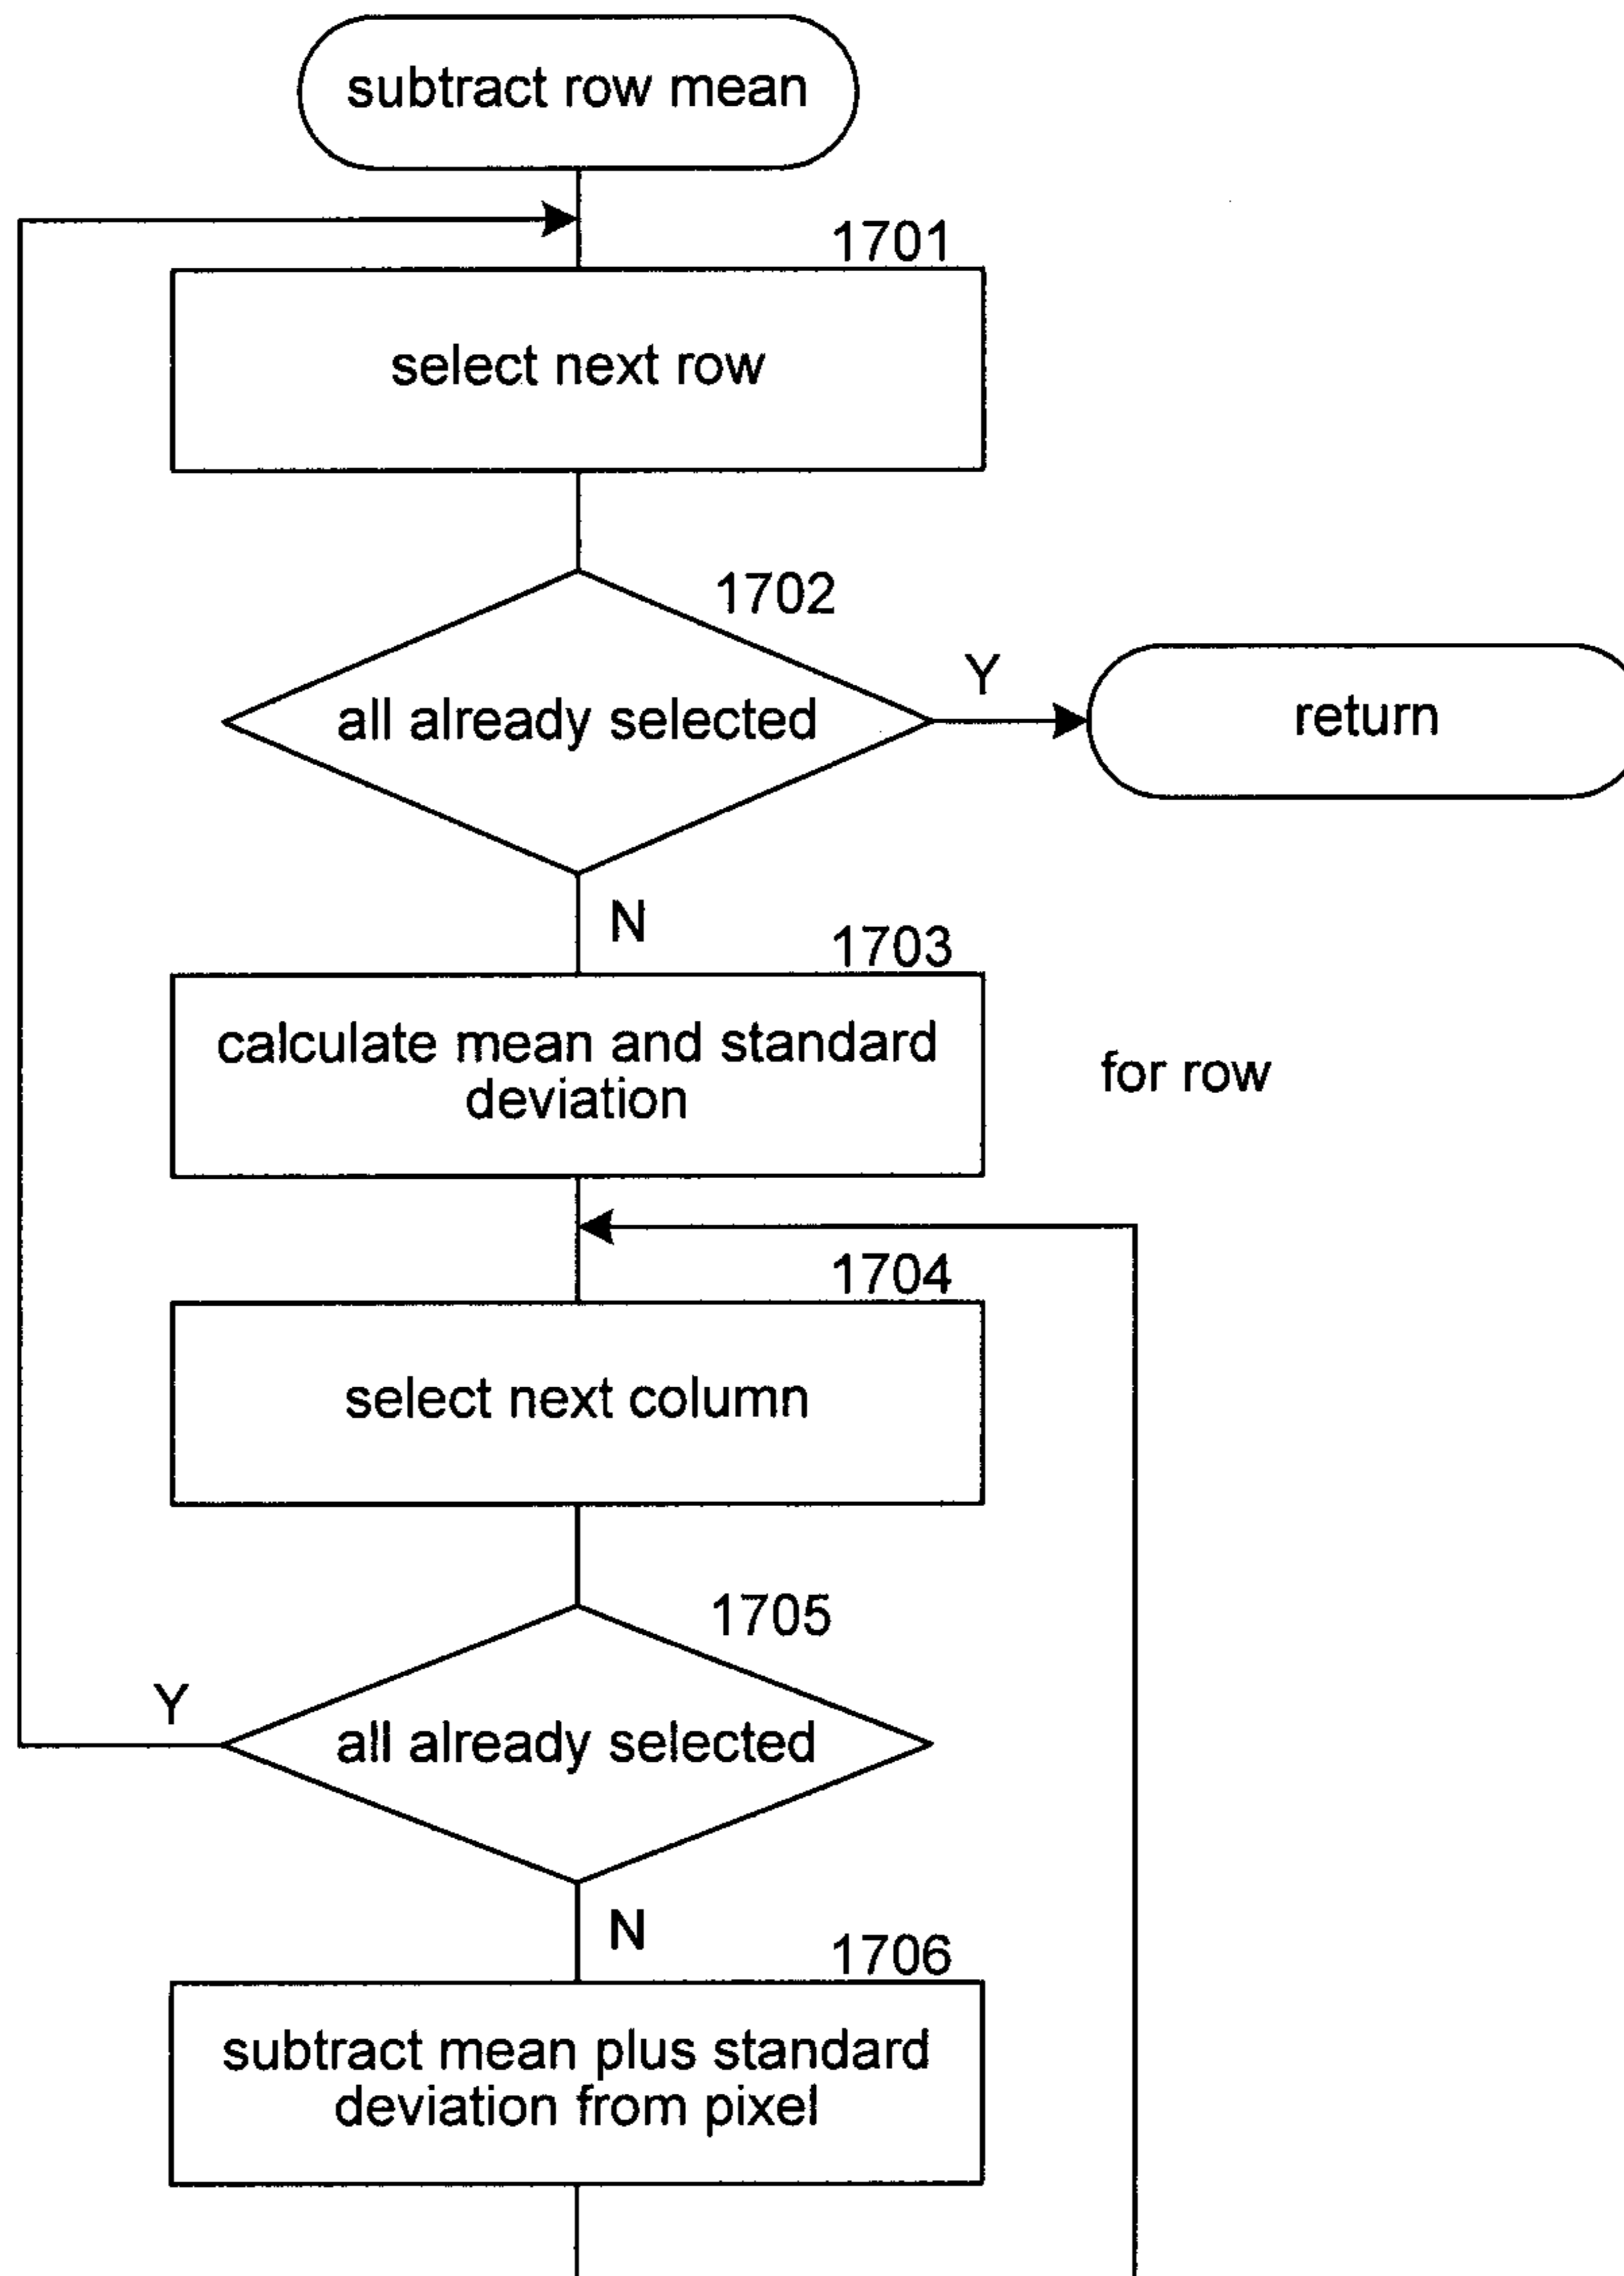 subtract row mean
1701
select next row
1702
all already selected
Y
return
N
1703
calculate mean and standard
deviation
for row
1704
select next column
1705
Y
all already selected
N
1706
subtract mean plus standard
deviation from pixel